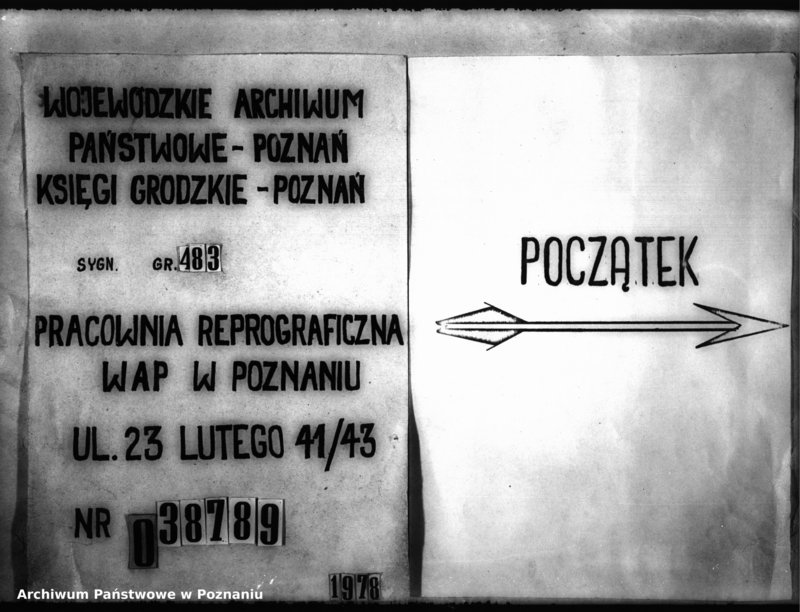 WOJEWÓDZKIE ARCHIWUM
PAŃSTWOWE - POZNAŃ
KSIĘGI GRODZKIE - POZNAŃ
SYGN. GR. 483
PRACOWNIA REPROGRAFICZNA
WAP W POZNANIU
UL. 23 LUTEGO 41/43
NR 038789
1978
POCZĄTEK
Archiwum Państwowe w Poznaniu